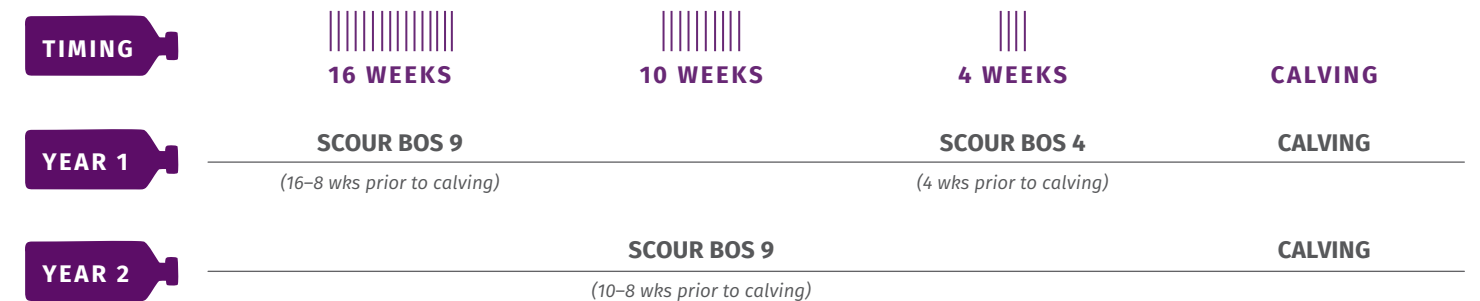 TIMING
16 WEEKS 10 WEEKS 4 WEEKS CALVING
YEAR 1
SCOUR BOS 9 SCOUR BOS 4 CALVING
(16–8 wks prior to calving) (4 wks prior to calving)
YEAR 2
SCOUR BOS 9 CALVING
(10–8 wks prior to calving)